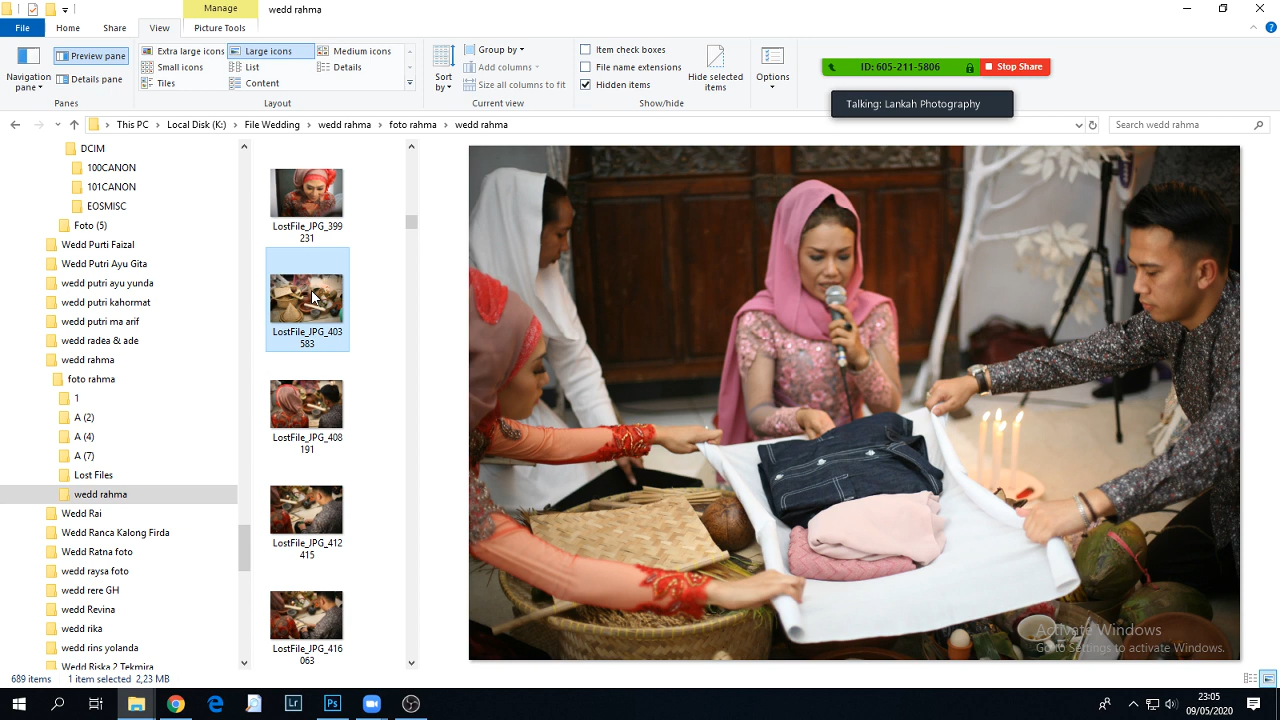 Manage
wedd rahma
File
Home
Share
View
Picture Tools
Navigation pane
Preview pane
Details pane
Panes
Extra large icons
Large icons
Medium icons
Small icons
List
Details
Tiles
Content
Layout
Sort by
Group by
Add columns
Size all columns to fit
Current view
Item check boxes
File name extensions
Hidden items
Hide selected items
Show/hide
Options
ID: 605-211-5806
Stop Share
Talking: Lankah Photography
This PC
Local Disk (K:)
File Wedding
wedd rahma
foto rahma
wedd rahma
Search wedd rahma
DCIM
100CANON
101CANON
EOSMISC
Foto (5)
Wedd Purti Faizal
Wedd Putri Ayu Gita
wedd putri ayu yunda
wedd putri kahormat
wedd putri ma arif
wedd radea & ade
wedd rahma
foto rahma
1
A (2)
A (4)
A (7)
Lost Files
wedd rahma
Wedd Rai
Wedd Ranca Kalong Firda
Wedd Ratna foto
wedd raysa foto
wedd rere GH
wedd Revina
wedd rika
wedd rins yolanda
Wedd Riska 2 Tekmira
LostFile_JPG_399
231
LostFile_JPG_403
583
LostFile_JPG_408
191
LostFile_JPG_412
415
LostFile_JPG_416
063
Activate Windows
Go to Settings to activate Windows.
689 items
1 item selected 2,23 MB
Lr
Ps
23:05
09/05/2020